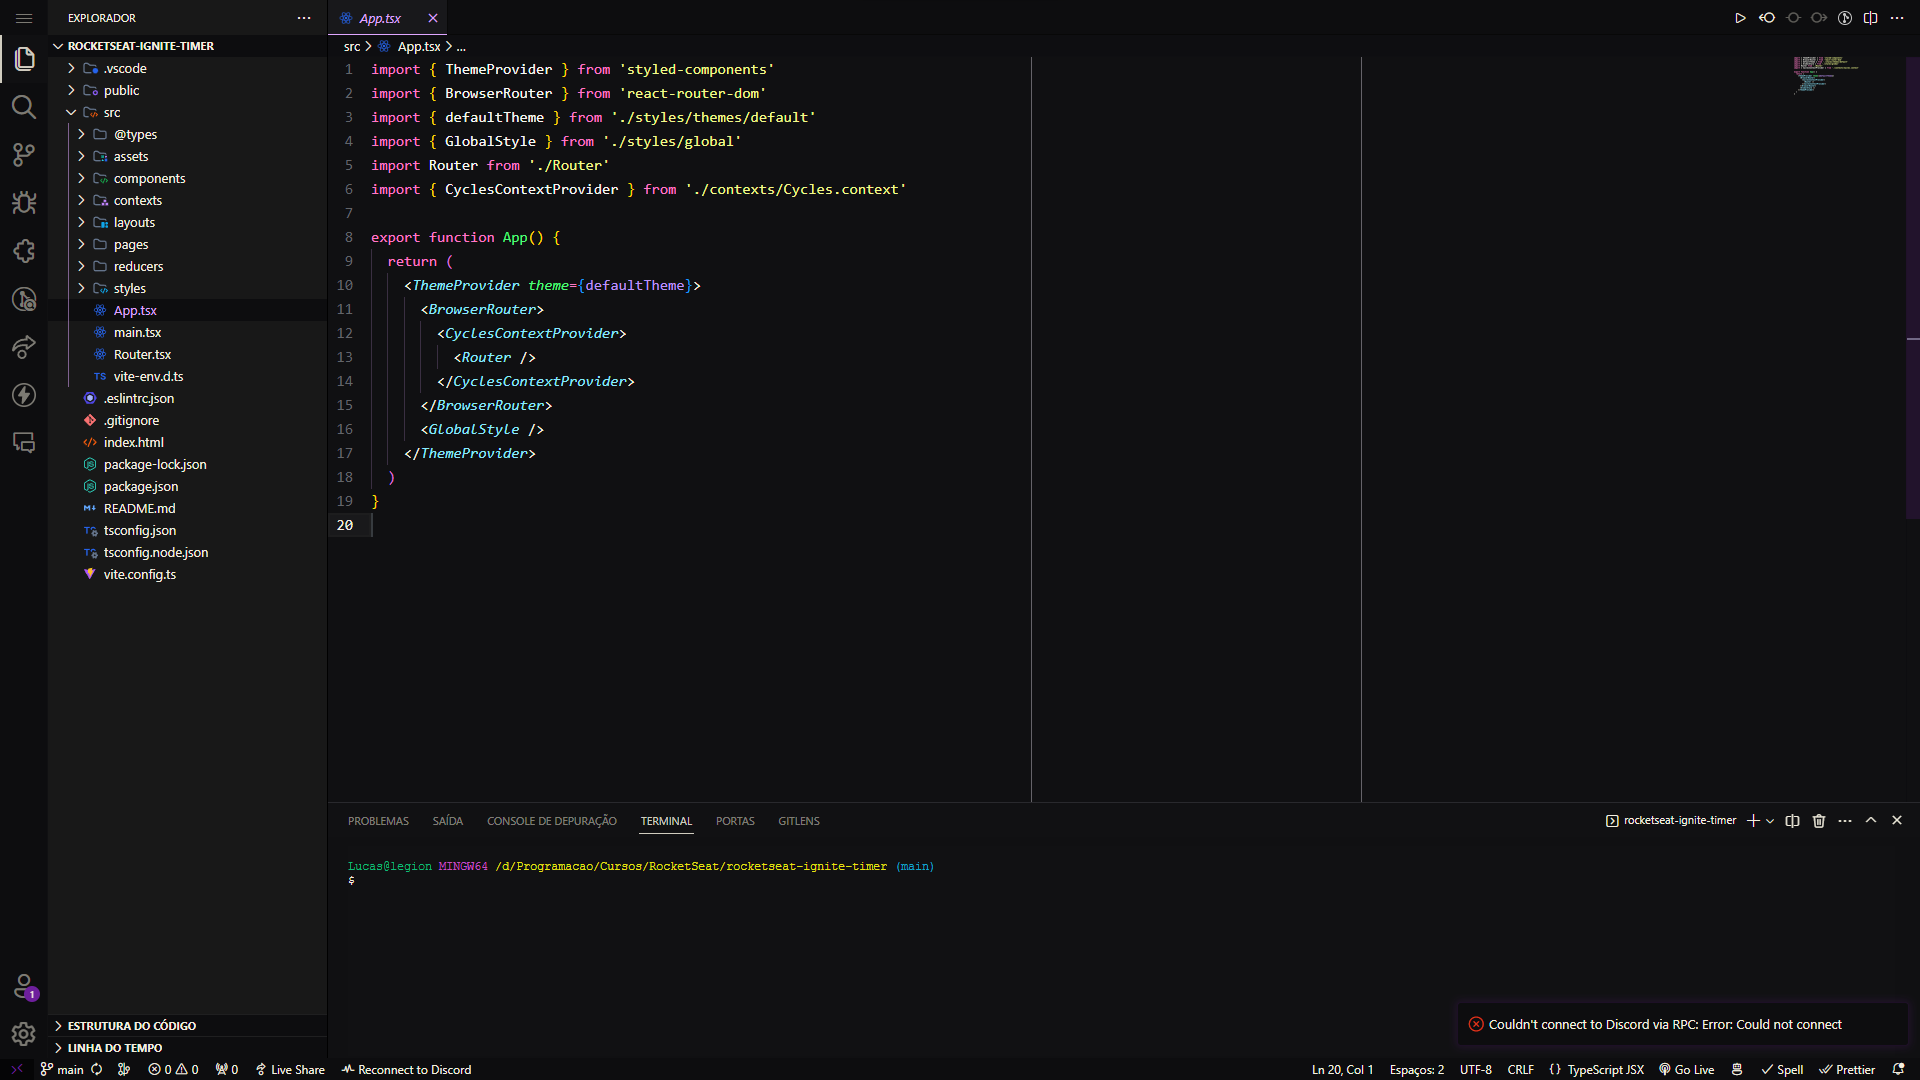 EXPLORADOR
ROCKETSEAT-IGNITE-TIMER
.vscode
public
src
@types
assets
components
contexts
layouts
pages
reducers
styles
App.tsx
main.tsx
Router.tsx
TS vite-env.d.ts
.eslintrc.json
.gitignore
index.html
package-lock.json
package.json
README.md
tsconfig.json
tsconfig.node.json
vite.config.ts
ESTRUTURA DO CÓDIGO
LINHA DO TEMPO
App.tsx
src > App.tsx > ...
1 import { ThemeProvider } from 'styled-components'
2 import { BrowserRouter } from 'react-router-dom'
3 import { defaultTheme } from './styles/themes/default'
4 import { GlobalStyle } from './styles/global'
5 import Router from './Router'
6 import { CyclesContextProvider } from './contexts/Cycles.context'
7
8 export function App() {
9 return (
10 <ThemeProvider theme={defaultTheme}>
11 <BrowserRouter>
12 <CyclesContextProvider>
13 <Router />
14 </CyclesContextProvider>
15 </BrowserRouter>
16 <GlobalStyle />
17 </ThemeProvider>
18 )
19 }
20
PROBLEMAS SAÍDA CONSOLE DE DEPURAÇÃO TERMINAL PORTAS GITLENS
rocketseat-ignite-timer
Lucas@legion MINGW64 /d/Programacao/Cursos/RocketSeat/rocketseat-ignite-timer (main)
$
1
Couldn't connect to Discord via RPC: Error: Could not connect
main 0 0 0 Live Share Reconnect to Discord
Ln 20, Col 1 Espaços: 2 UTF-8 CRLF {} TypeScript JSX Go Live Spell Prettier